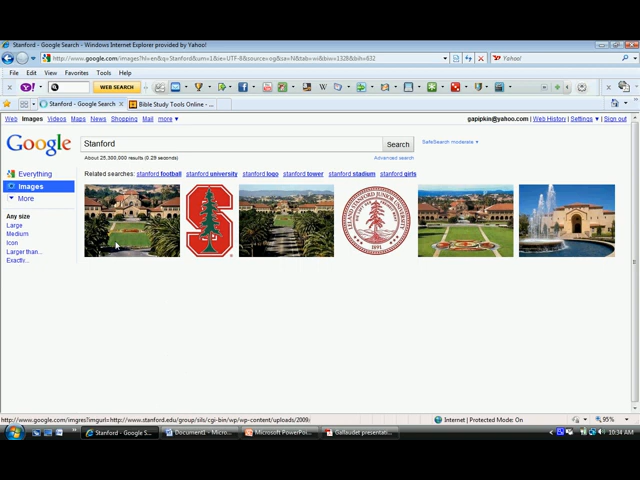 Stanford - Google Search - Windows Internet Explorer provided by Yahoo!
http://www.google.com/images?hl=en&q=Stanford&um=1&ie=UTF-8&source=og&sa=N&tab=wi&biw=1328&bih=632
Yahoo!
File Edit View Favorites Tools Help
WEB SEARCH
Stanford - Google Search
Bible Study Tools Online - ...
Web Images Videos Maps News Shopping Mail more ▼
gapipkin@yahoo.com | Web History | Settings ▼ | Sign out
Google
Stanford
Search
SafeSearch moderate ▼
About 25,300,000 results (0.29 seconds)
Advanced search
Everything
Related searches: stanford football stanford university stanford logo stanford tower stanford stadium stanford girls
Images
More
Any size
Large
Medium
Icon
Larger than...
Exactly...
1891
http://www.google.com/imgres?imgurl=http://www.stanford.edu/group/sils/cgi-bin/wp/wp-content/uploads/2009/
Internet | Protected Mode: On
95%
Stanford - Google S...
Document1 - Micro...
Microsoft PowerPo...
Gallaudet presentati...
10:34 AM